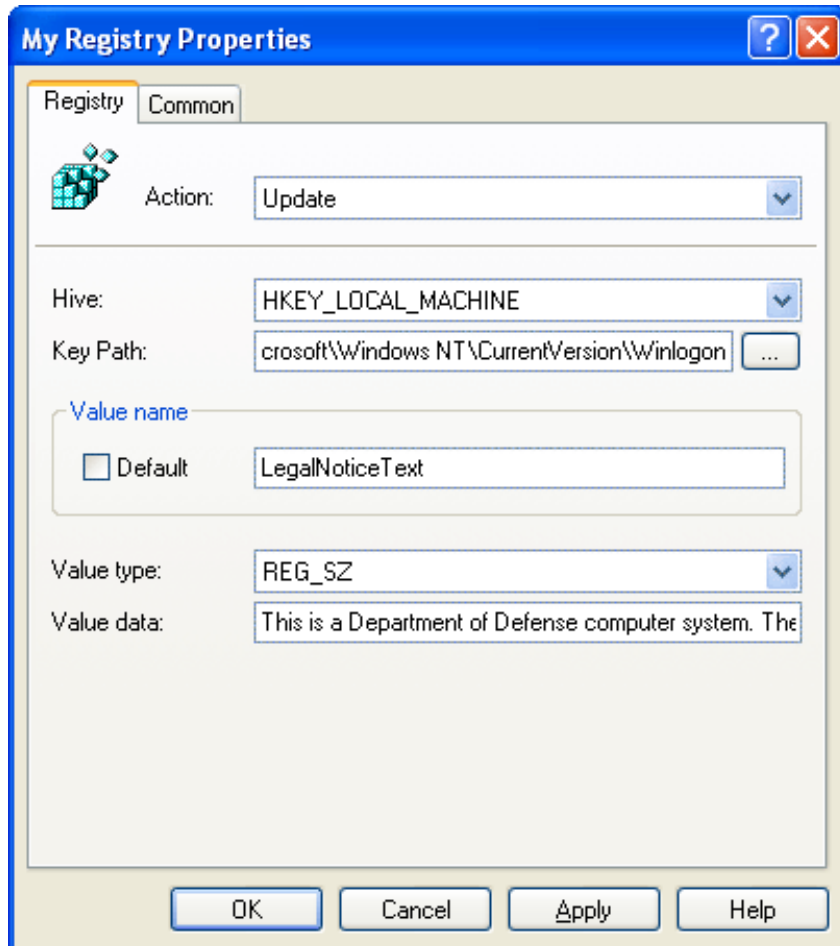 My Registry Properties
Registry Common
Action: Update
Hive: HKEY_LOCAL_MACHINE
Key Path: crosoft\Windows NT\CurrentVersion\Winlogon ...
Value name
Default LegalNoticeText
Value type: REG_SZ
Value data: This is a Department of Defense computer system. The
OK Cancel Apply Help